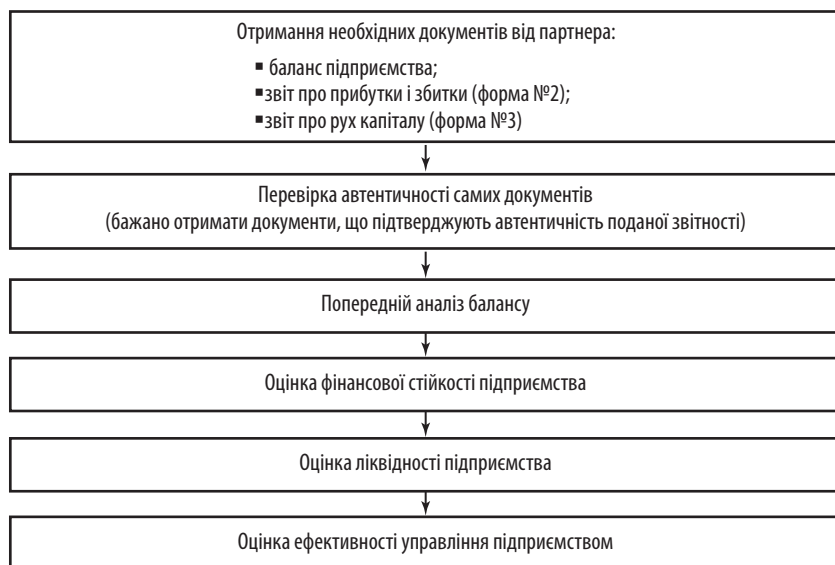 Отримання необхідних документів від партнера:
▪ баланс підприємства;
▪звіт про прибутки і збитки (форма №2);
▪звіт про рух капіталу (форма №3)
Перевірка автентичності самих документів
(бажано отримати документи, що підтверджують автентичність поданої звітності)
Попередній аналіз балансу
Оцінка фінансової стійкості підприємства
Оцінка ліквідності підприємства
Оцінка ефективності управління підприємством